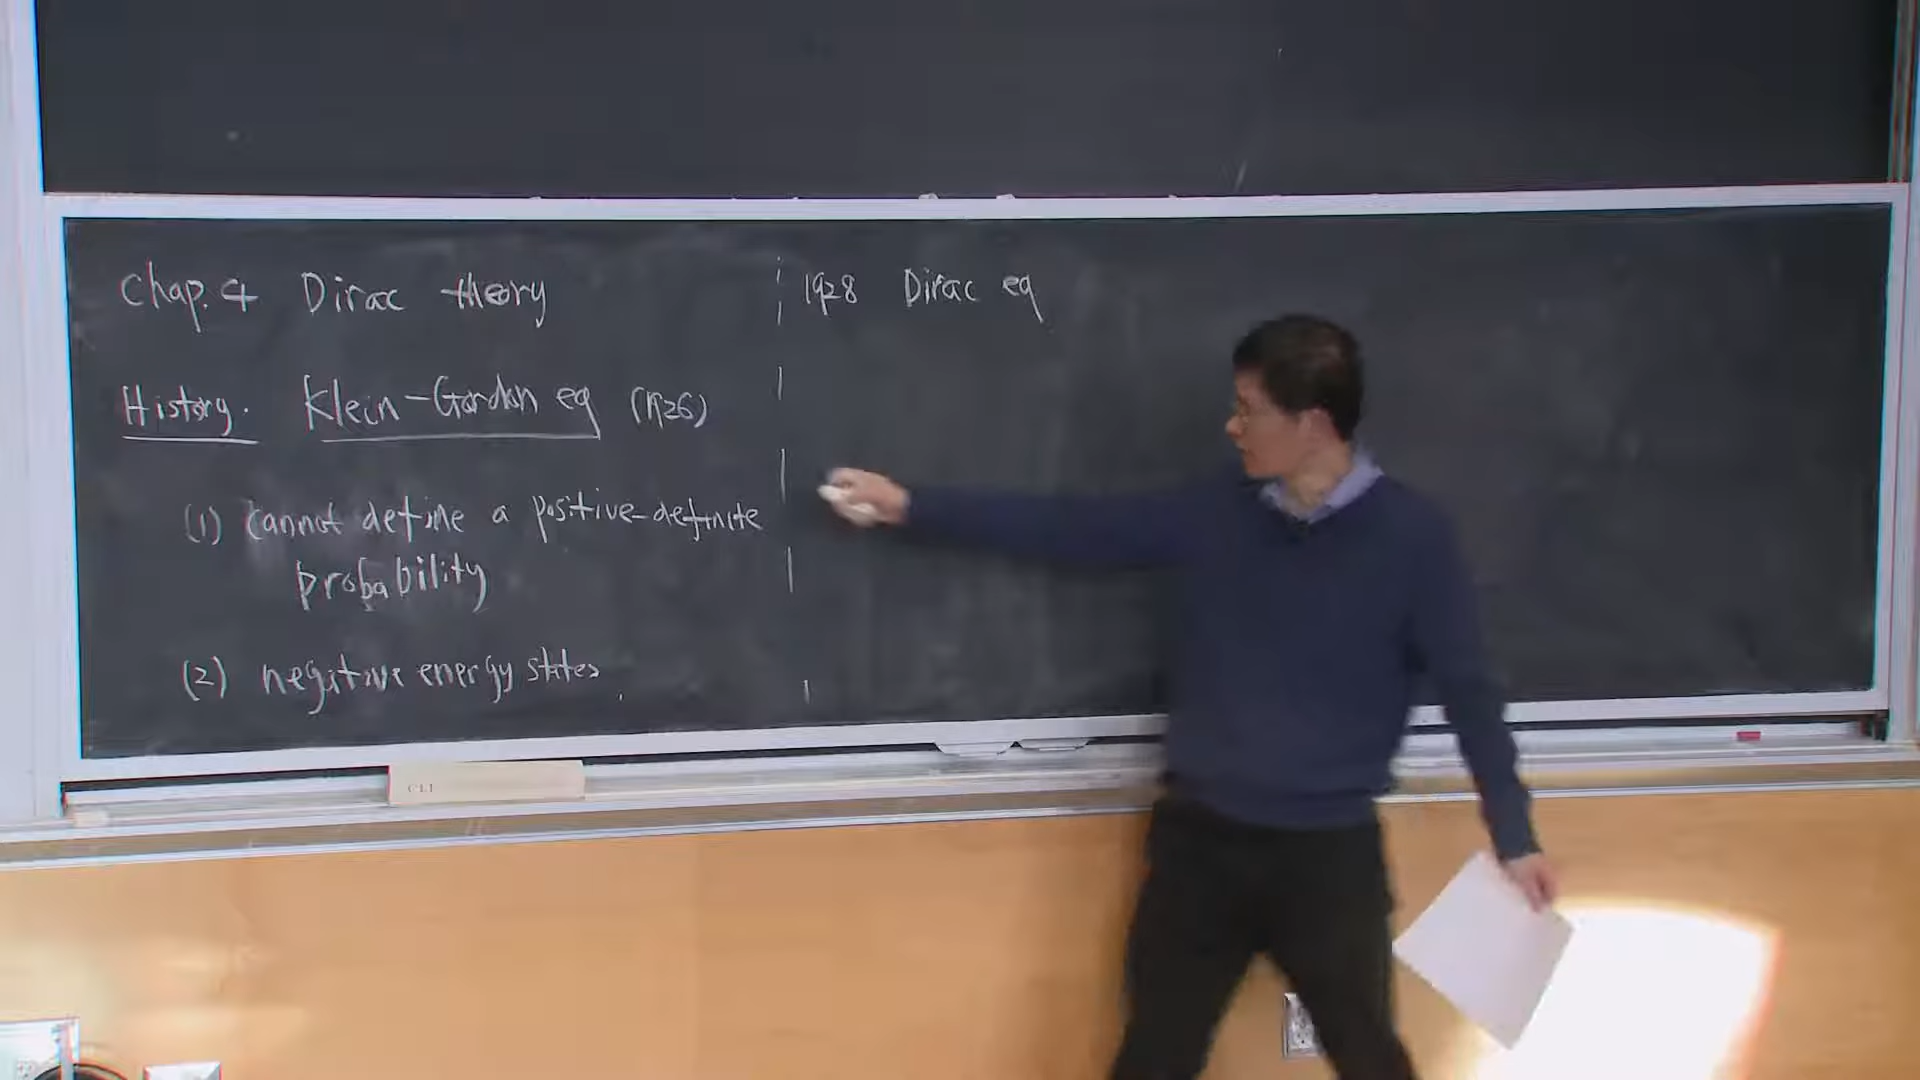 Chap. 4 Dirac theory
History. Klein-Gordon eq (1926)
(1) cannot define a positive-definite
probability
(2) negative energy states
1928 Dirac eq